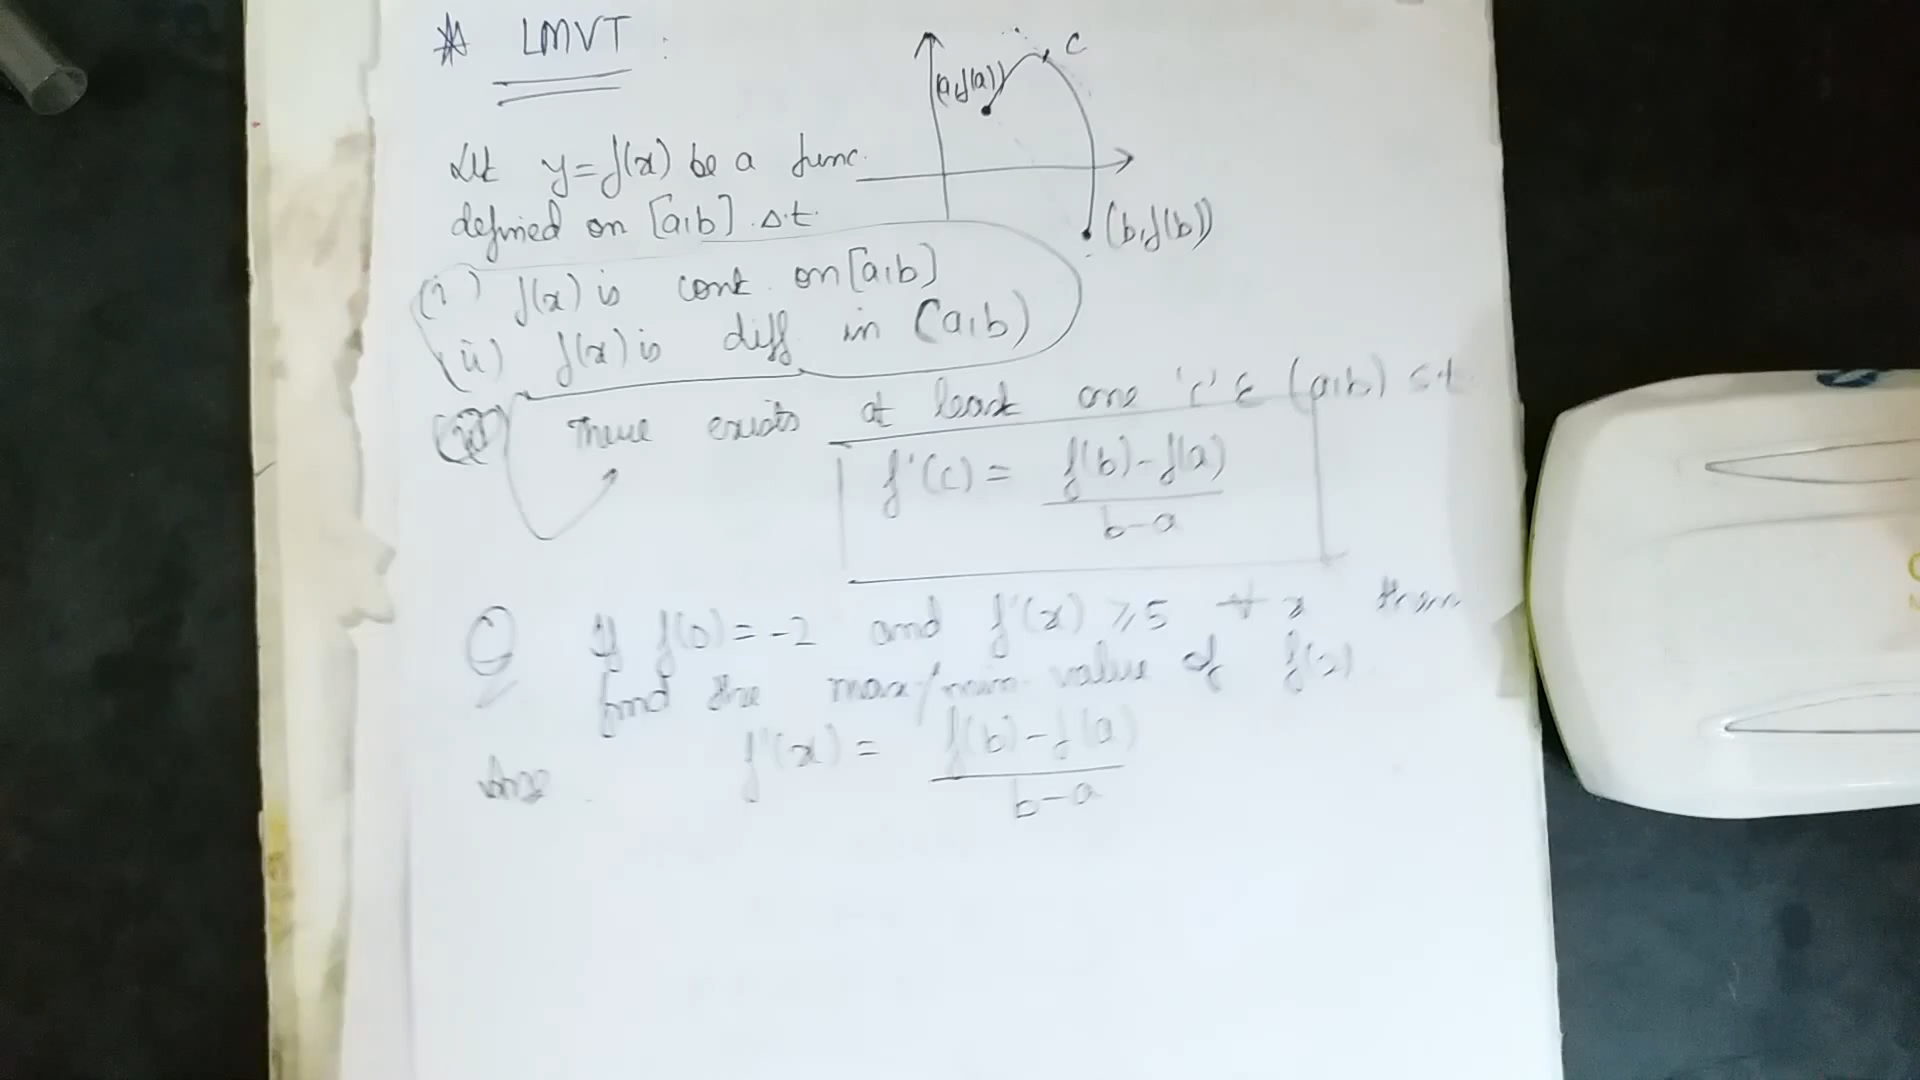 LMVT :
(a,f(a))
C
(b,f(b))
Let y=f(x) be a func.
defined on [a,b] s.t.
(i) f(x) is cont. on [a,b]
(ii) f(x) is diff in (a,b)
There exists at least one 'c' ε (a,b) s.t.
f'(c) = f(b)-f(a)
b-a
Q If f(0) = -2 and f'(x) ≥ 5 ∀ x then
find the max/min. value of f(2).
Ans. f'(x) = f(b)-f(a)
b-a